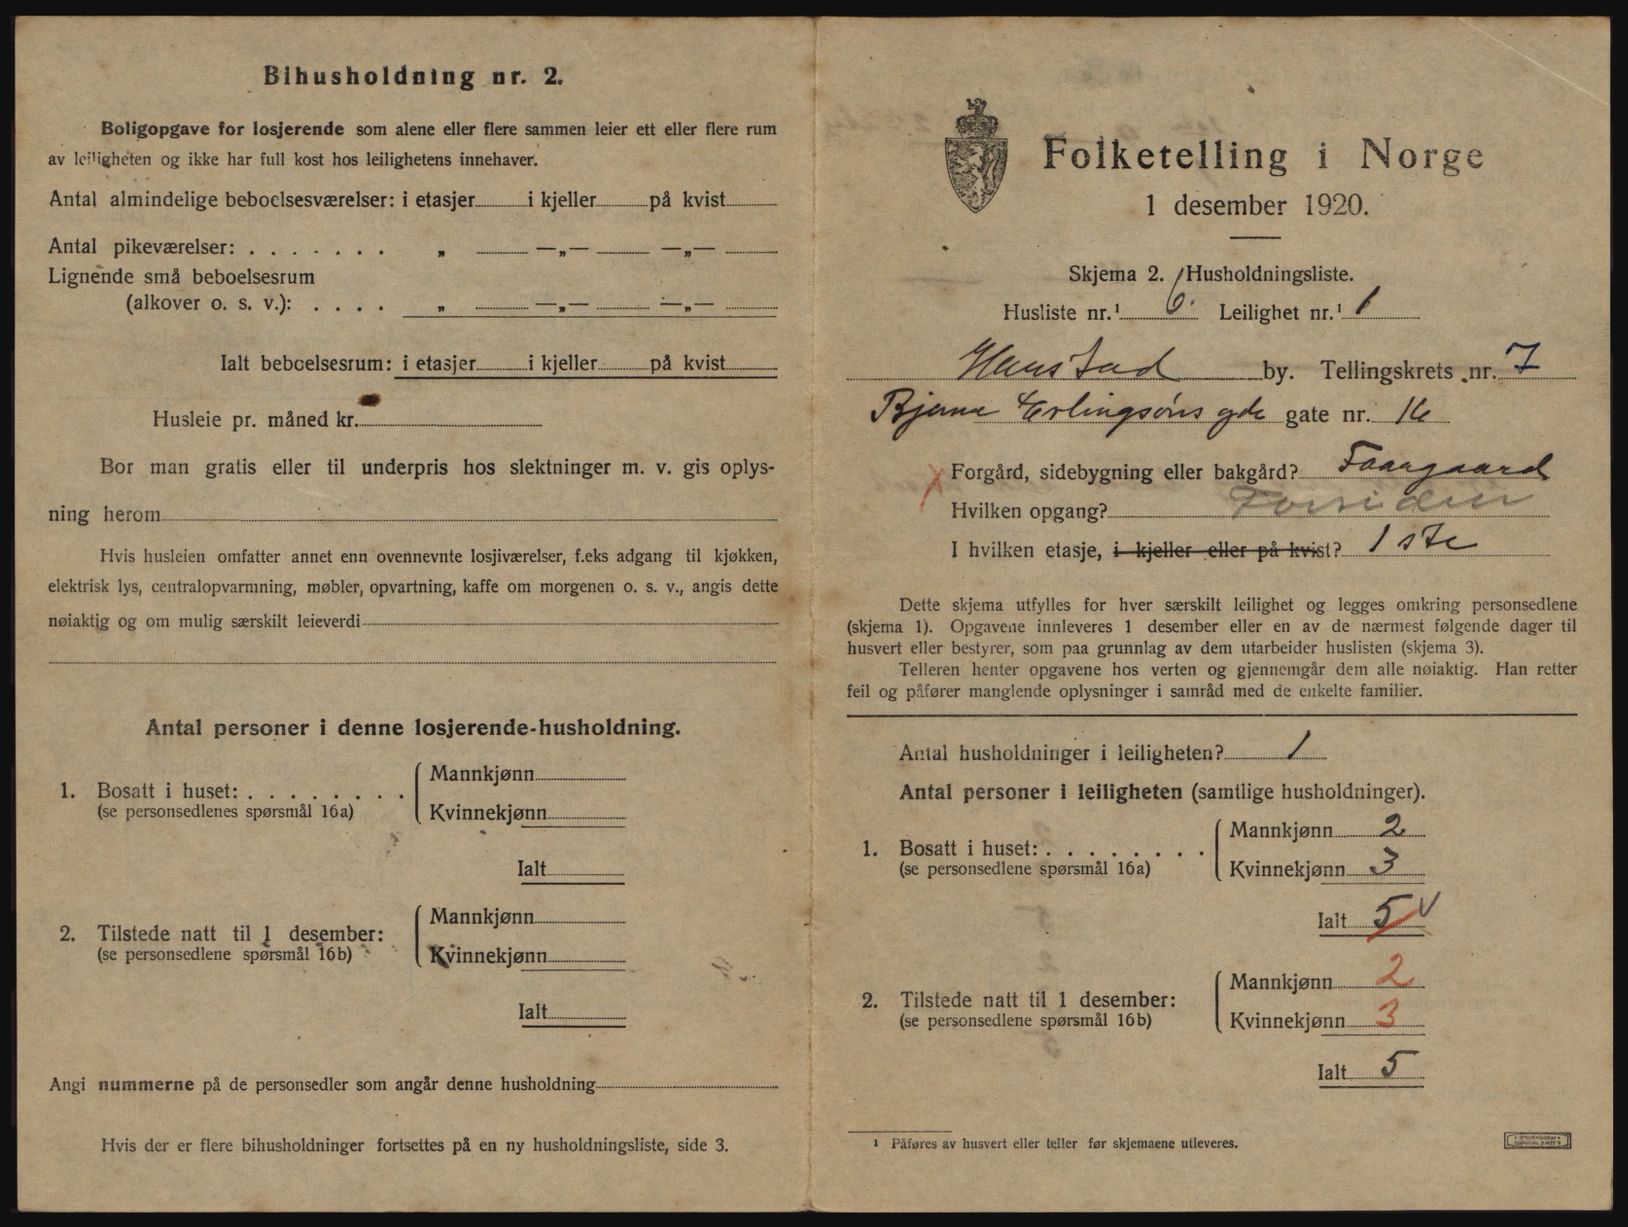 Bihusholdning nr. 2.
Boligopgave for losjerende som alene eller flere sammen leier ett eller flere rum
av leiligheten og ikke har full kost hos leilighetens innehaver.
Antal almindelige beboelsesværelser: i etasjer i kjeller på kvist
Antal pikeværelser: . . . . . . . „ —„— —„—
Lignende små beboelsesrum
(alkover o. s. v.): . . . . „ —„— —„—
Ialt beboelsesrum: i etasjer i kjeller på kvist
Husleie pr. måned kr.
Bor man gratis eller til underpris hos slektninger m. v. gis oplys-
ning herom
Hvis husleien omfatter annet enn ovennevnte losjiværelser, f.eks adgang til kjøkken,
elektrisk lys, centralopvarmning, møbler, opvartning, kaffe om morgenen o. s. v., angis dette
nøiaktig og om mulig særskilt leieverdi
Antal personer i denne losjerende-husholdning.
1. Bosatt i huset: . . . . . . . .
(se personsedlenes spørsmål 16a)
Mannkjønn
Kvinnekjønn
Ialt
2. Tilstede natt til 1 desember:
(se personsedlene spørsmål 16b)
Mannkjønn
Kvinnekjønn
Ialt
Angi nummerne på de personsedler som angår denne husholdning
Hvis der er flere bihusholdninger fortsettes på en ny husholdningsliste, side 3.
Folketelling i Norge
1 desember 1920.
Skjema 2. Husholdningsliste.
Husliste nr.¹ 6. Leilighet nr.¹ 1
Harstad by. Tellingskrets nr. 7
Bjarne Erlingsøns gde gate nr. 16
Forgård, sidebygning eller bakgård? Faargaard
Hvilken opgang? Forsiden
I hvilken etasje, i kjeller eller på kvist? 1 ste
Dette skjema utfylles for hver særskilt leilighet og legges omkring personsedlene
(skjema 1). Opgavene innleveres 1 desember eller en av de nærmest følgende dager til
husvert eller bestyrer, som paa grunnlag av dem utarbeider huslisten (skjema 3).
Telleren henter opgavene hos verten og gjennemgår dem alle nøiaktig. Han retter
feil og påfører manglende oplysninger i samråd med de enkelte familier.
Antal husholdninger i leiligheten? 1
Antal personer i leiligheten (samtlige husholdninger).
1. Bosatt i huset: . . . . . . . .
(se personsedlene spørsmål 16a)
Mannkjønn 2
Kvinnekjønn 3
Ialt 5
2. Tilstede natt til 1 desember:
(se personsedlene spørsmål 16b)
Mannkjønn 2
Kvinnekjønn 3
Ialt 5
¹ Påføres av husvert eller teller før skjemaene utleveres.